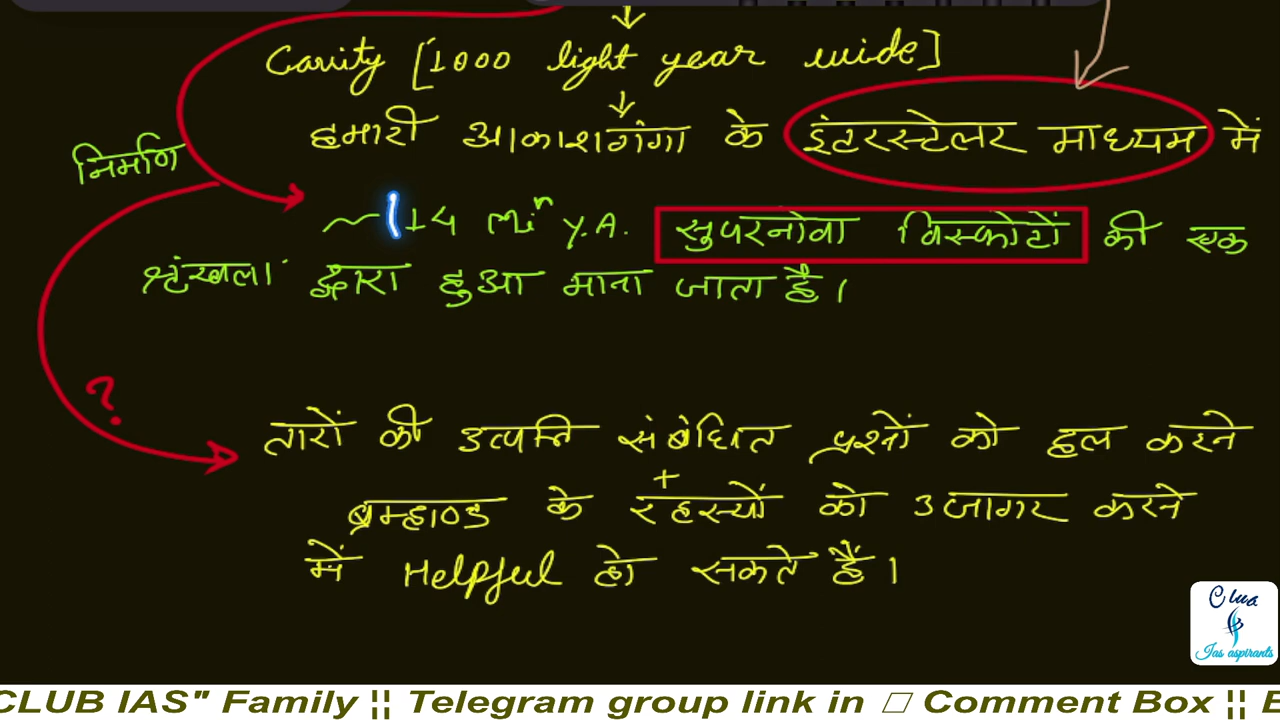 Cavity [1000 light year wide]
हमारी आकाशगंगा के इंटरस्टेलर माध्यम में
निर्माण
~14 Miⁿ Y.A. सुपरनोवा विस्फोटों की एक
श्रृंखला द्वारा हुआ माना जाता है।
?
तारों की उत्पत्ति संबंधित प्रश्नों को हल करने
+
ब्रम्हाण्ड के रहस्यों को उजागर करने
में Helpful हो सकते हैं।
Club
Ias aspirants
CLUB IAS" Family || Telegram group link in □ Comment Box ||